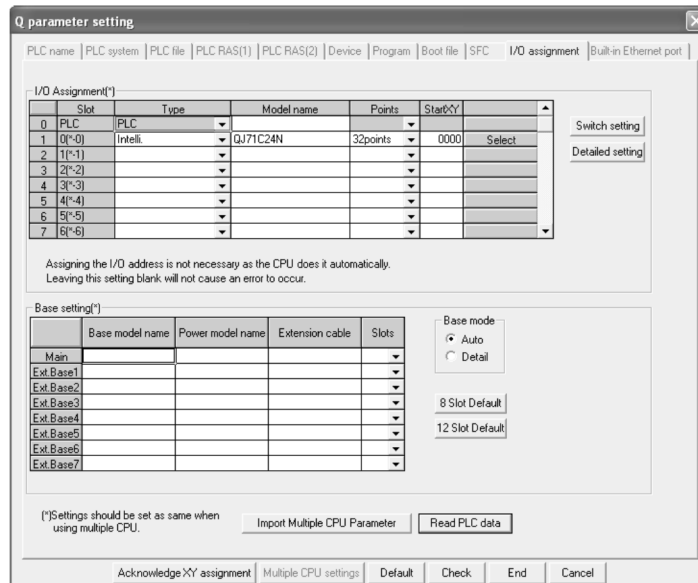 Q parameter setting
PLC name PLC system PLC file PLC RAS(1) PLC RAS(2) Device Program Boot file SFC I/O assignment Built-in Ethernet port
I/O Assignment(*)
Slot Type Model name Points StartXY
0 PLC PLC
1 0(*-0) Intelli. QJ71C24N 32points 0000 Select
2 1(*-1)
3 2(*-2)
4 3(*-3)
5 4(*-4)
6 5(*-5)
7 6(*-6)
Switch setting
Detailed setting
Assigning the I/O address is not necessary as the CPU does it automatically.
Leaving this setting blank will not cause an error to occur.
Base setting(*)
Base model name Power model name Extension cable Slots
Main
Ext.Base1
Ext.Base2
Ext.Base3
Ext.Base4
Ext.Base5
Ext.Base6
Ext.Base7
Base mode
Auto
Detail
8 Slot Default
12 Slot Default
(*)Settings should be set as same when
using multiple CPU.
Import Multiple CPU Parameter Read PLC data
Acknowledge XY assignment Multiple CPU settings Default Check End Cancel